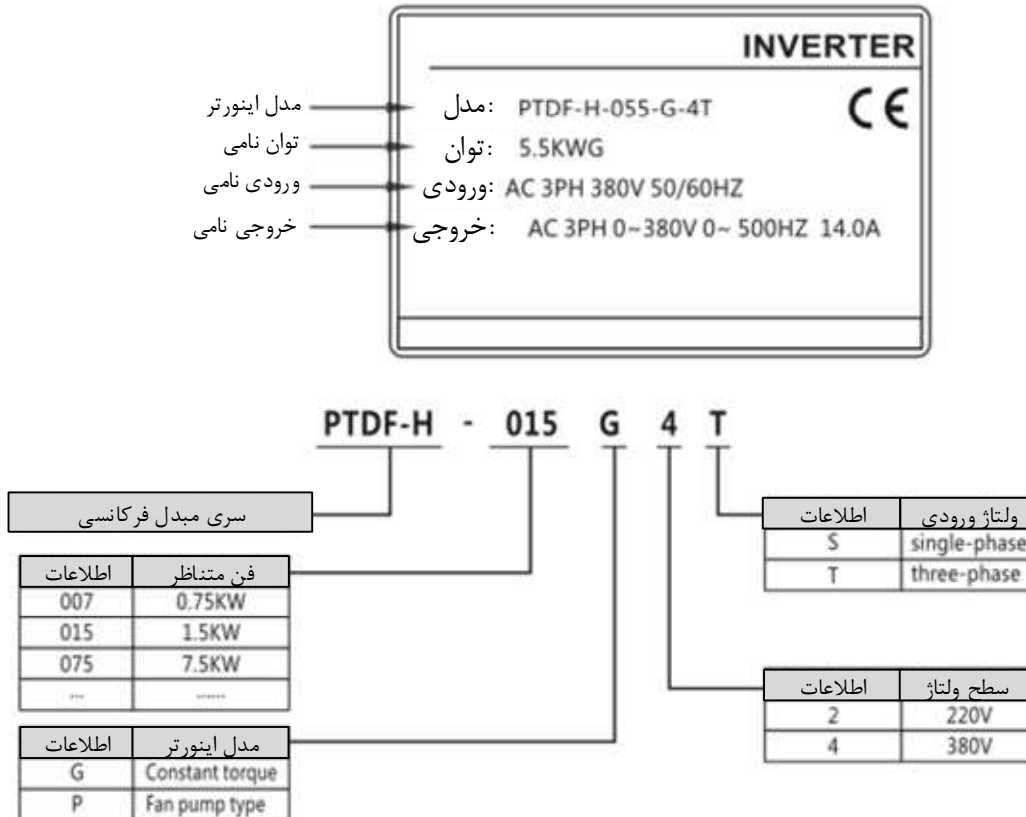 INVERTER
CE
مدل اینورتر
مدل: PTDF-H-055-G-4T
توان نامی
توان: 5.5KWG
ورودی نامی
ورودی: AC 3PH 380V 50/60HZ
خروجی نامی
خروجی: AC 3PH 0~380V 0~ 500HZ 14.0A
PTDF-H - 015 G 4 T
سری مبدل فرکانسی
اطلاعات فن متناظر
007 0.75KW
015 1.5KW
075 7.5KW
... ......
اطلاعات مدل اینورتر
G Constant torque
P Fan pump type
اطلاعات ولتاژ ورودی
S single-phase
T three-phase
اطلاعات سطح ولتاژ
2 220V
4 380V